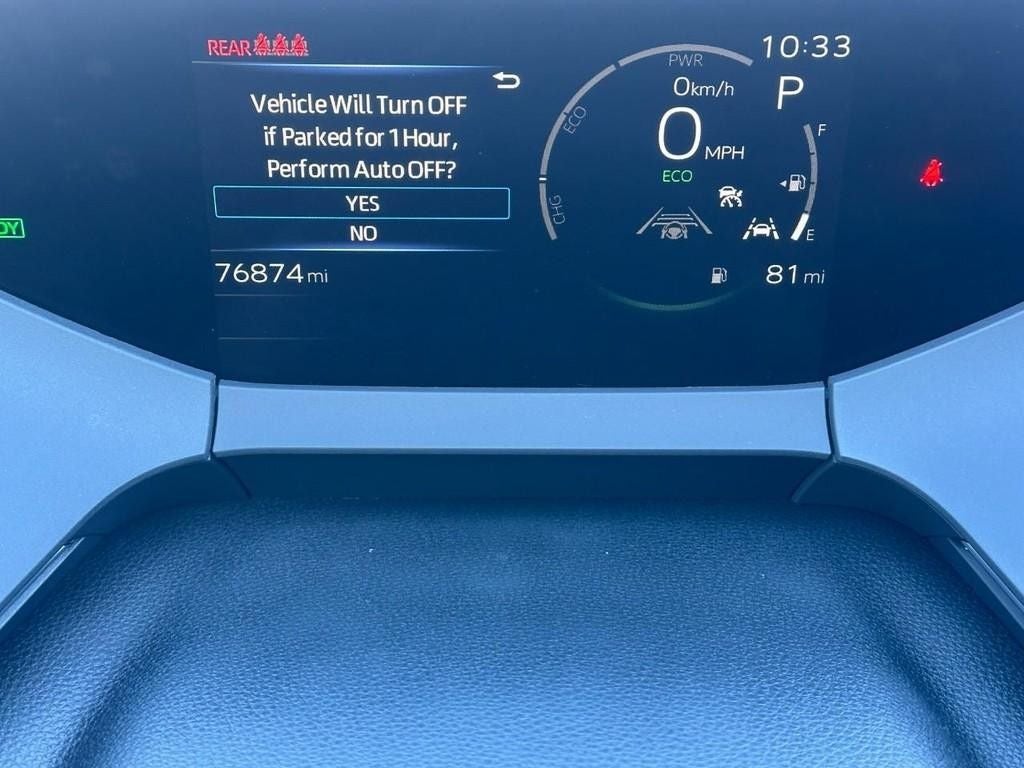 REAR
Vehicle Will Turn OFF
if Parked for 1 Hour,
Perform Auto OFF?
YES
NO
76874 mi
PWR
ECO
CHG
0 km/h
0 MPH
ECO
10:33
P
F
E
81 mi